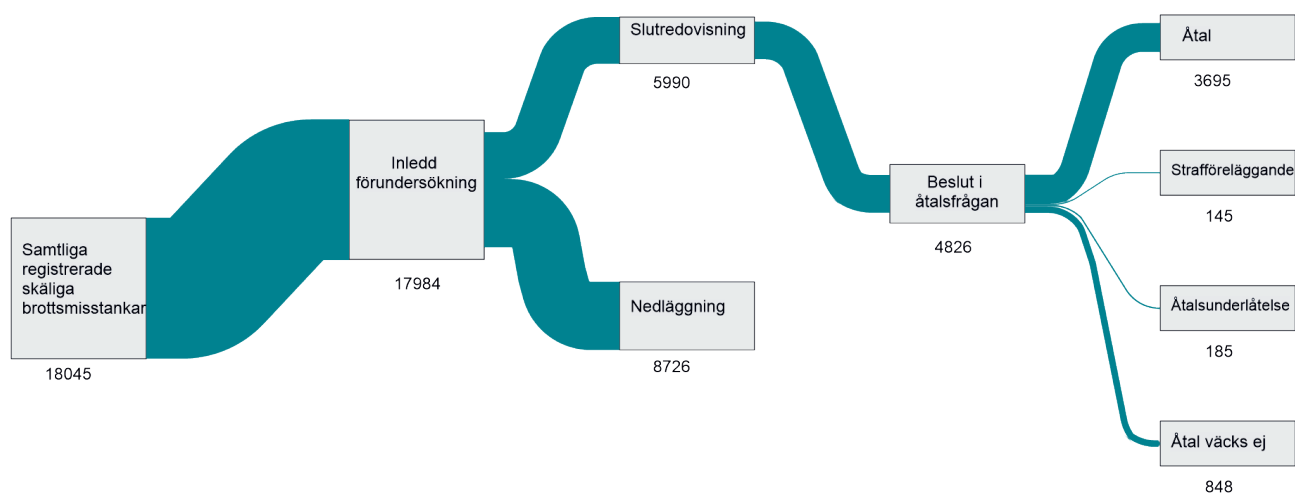 Samtliga
registrerade
skäliga
brottsmisstankar
18045
Inledd
förundersökning
17984
Slutredovisning
5990
Nedläggning
8726
Beslut i
åtalsfrågan
4826
Åtal
3695
Strafföreläggande
145
Åtalsunderlåtelse
185
Åtal väcks ej
848